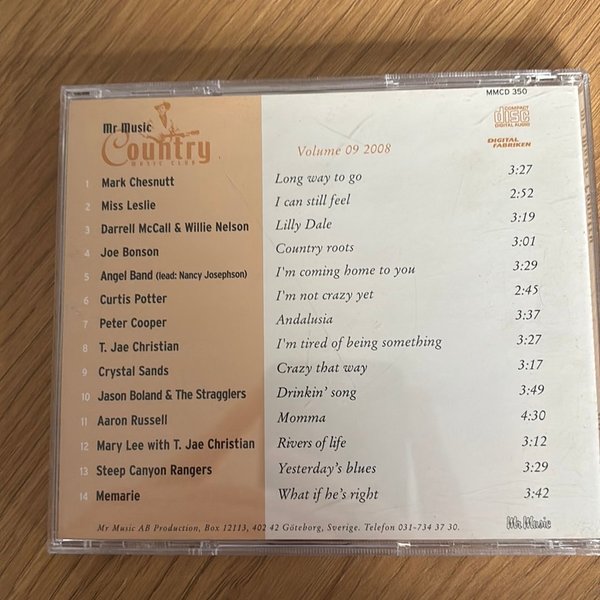 MMCD 350
COMPACT
disc
DIGITAL AUDIO
Mr Music
Country
MUSIC CLUB
Volume 09 2008
DIGITAL
FABRIKEN
1 Mark Chesnutt Long way to go 3:27
2 Miss Leslie I can still feel 2:52
3 Darrell McCall & Willie Nelson Lilly Dale 3:19
4 Joe Bonson Country roots 3:01
5 Angel Band (lead: Nancy Josephson) I'm coming home to you 3:29
6 Curtis Potter I'm not crazy yet 2:45
7 Peter Cooper Andalusia 3:37
8 T. Jae Christian I'm tired of being something 3:27
9 Crystal Sands Crazy that way 3:17
10 Jason Boland & The Stragglers Drinkin' song 3:49
11 Aaron Russell Momma 4:30
12 Mary Lee with T. Jae Christian Rivers of life 3:12
13 Steep Canyon Rangers Yesterday's blues 3:29
14 Memarie What if he's right 3:42
Mr Music AB Production, Box 12113, 402 42 Göteborg, Sverige. Telefon 031-734 37 30.
Mr Music